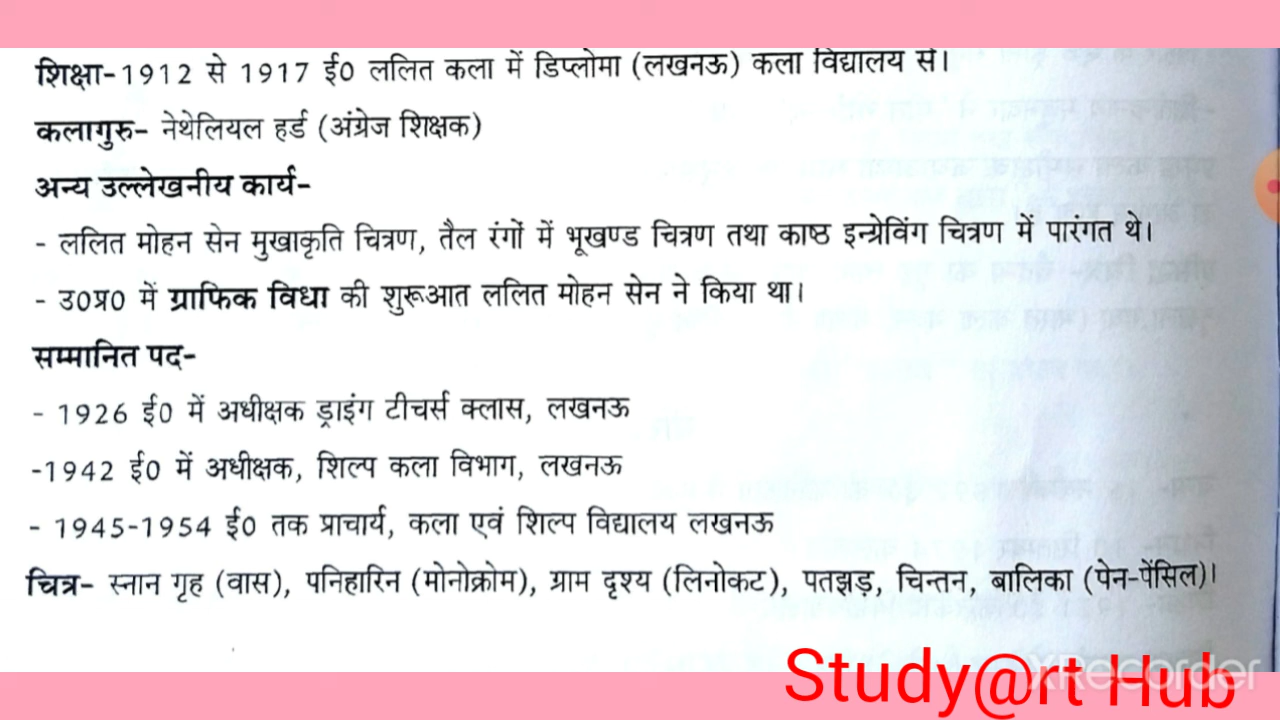 शिक्षा-1912 से 1917 ई0 ललित कला में डिप्लोमा (लखनऊ) कला विद्यालय से।
कलागुरु- नेथेलियल हर्ड (अंग्रेज शिक्षक)
अन्य उल्लेखनीय कार्य-
- ललित मोहन सेन मुखाकृति चित्रण, तैल रंगों में भूखण्ड चित्रण तथा काष्ठ इन्ग्रेविंग चित्रण में पारंगत थे।
- उ0प्र0 में ग्राफिक विधा की शुरूआत ललित मोहन सेन ने किया था।
सम्मानित पद-
- 1926 ई0 में अधीक्षक ड्राइंग टीचर्स क्लास, लखनऊ
-1942 ई0 में अधीक्षक, शिल्प कला विभाग, लखनऊ
- 1945-1954 ई0 तक प्राचार्य, कला एवं शिल्प विद्यालय लखनऊ
चित्र- स्नान गृह (वास), पनिहारिन (मोनोक्रोम), ग्राम दृश्य (लिनोकट), पतझड़, चिन्तन, बालिका (पेन-पेंसिल)।
Study@rt Hub
XRecorder